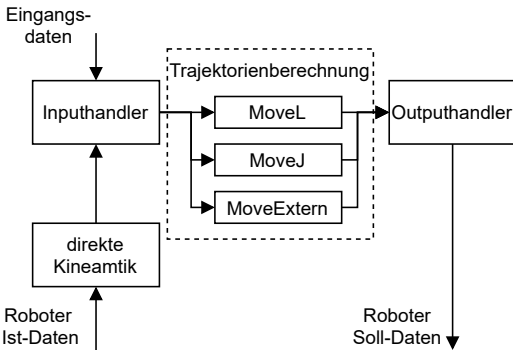 Eingangs-
daten
Trajektorienberechnung
Inputhandler
MoveL
Outputhandler
MoveJ
MoveExtern
direkte
Kineamtik
Roboter
Ist-Daten
Roboter
Soll-Daten